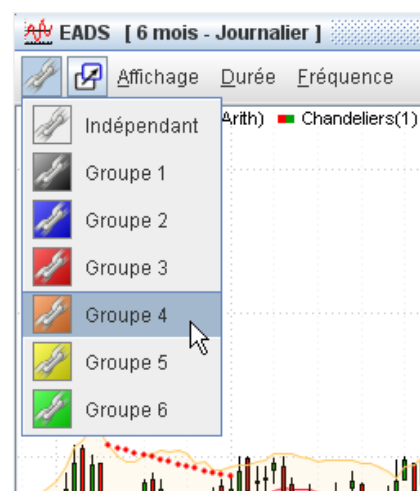 EADS [ 6 mois - Journalier ]
Affichage Durée Fréquence
Arith) Chandeliers(1)
Indépendant
Groupe 1
Groupe 2
Groupe 3
Groupe 4
Groupe 5
Groupe 6